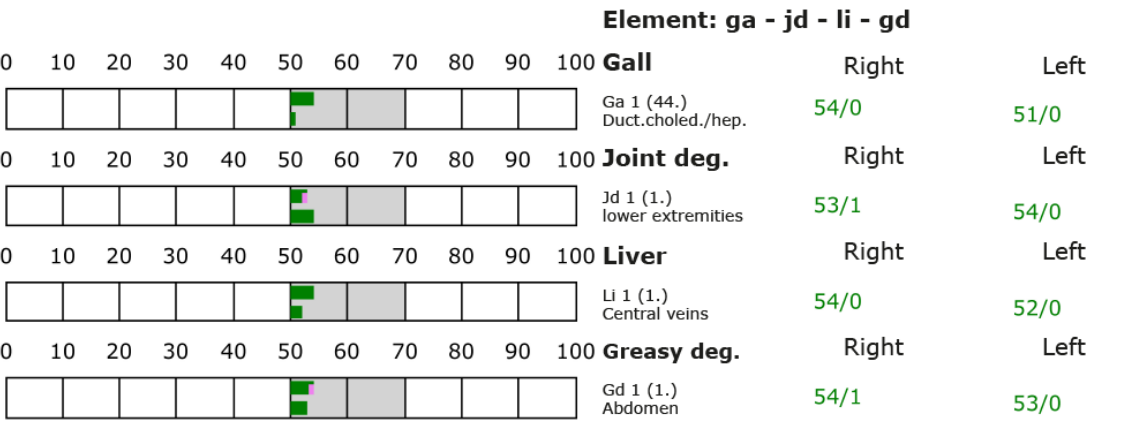 Element: ga - jd - li - gd
0 10 20 30 40 50 60 70 80 90 100 Gall Right Left
Ga 1 (44.) 54/0 51/0
Duct.choled./hep.
0 10 20 30 40 50 60 70 80 90 100 Joint deg. Right Left
Jd 1 (1.) 53/1 54/0
lower extremities
0 10 20 30 40 50 60 70 80 90 100 Liver Right Left
Li 1 (1.) 54/0 52/0
Central veins
0 10 20 30 40 50 60 70 80 90 100 Greasy deg. Right Left
Gd 1 (1.) 54/1 53/0
Abdomen